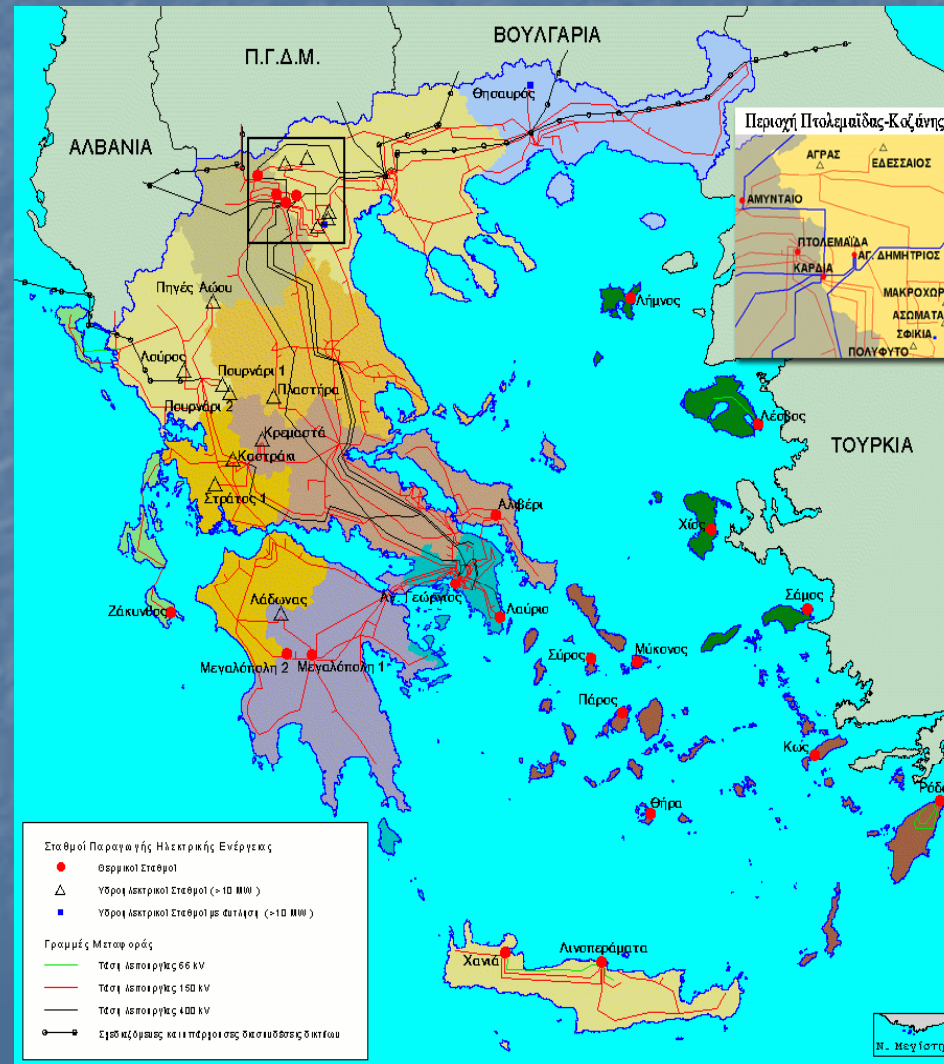 ΒΟΥΛΓΑΡΙΑ
Π.Γ.Δ.Μ.
ΑΛΒΑΝΙΑ
Θησαυρός
Περιοχή Πτολεμαΐδας-Κοζάνης
ΑΓΡΑΣ
ΕΔΕΣΣΑΙΟΣ
ΑΜΥΝΤΑΙΟ
ΠΤΟΛΕΜΑΪΔΑ
ΑΓ. ΔΗΜΗΤΡΙΟΣ
ΚΑΡΔΙΑ
ΜΑΚΡΟΧΩΡ
ΑΣΩΜΑΤΑ
ΣΦΙΚΙΑ
ΠΟΛΥΦΥΤΟ
Πηγές Αώου
Λήμνος
Λούρος
Πουρνάρι 1
Πλαστήρα
Πουρνάρι 2
Λέσβος
Κρεμαστά
Καστράκι
ΤΟΥΡΚΙΑ
Στράτος 1
Αλιβέρι
Χίος
Αγ. Γεώργιος
Λάδωνας
Σάμος
Ζάκυνθος
Λαύριο
Μεγαλόπολη 2
Μεγαλόπολη 1
Σύρος
Μύκονος
Πάρος
Κως
Θήρα
Ρόδο
Σταθμοί Παραγωγής Ηλεκτρικής Ενέργειας
Θερμικοί Σταθμοί
Υδροηλεκτρικοί Σταθμοί (>10 MW)
Υδροηλεκτρικοί Σταθμοί με άντληση (>10 MW)
Γραμμές Μεταφοράς
Τάση λειτουργίας 66 kV
Τάση λειτουργίας 150 kV
Τάση λειτουργίας 400 kV
Σχεδιαζόμενες και υπάρχουσες διασυνδέσεις δικτύων
Χανιά
Λινοπεράματα
Ν. Μεγίστη